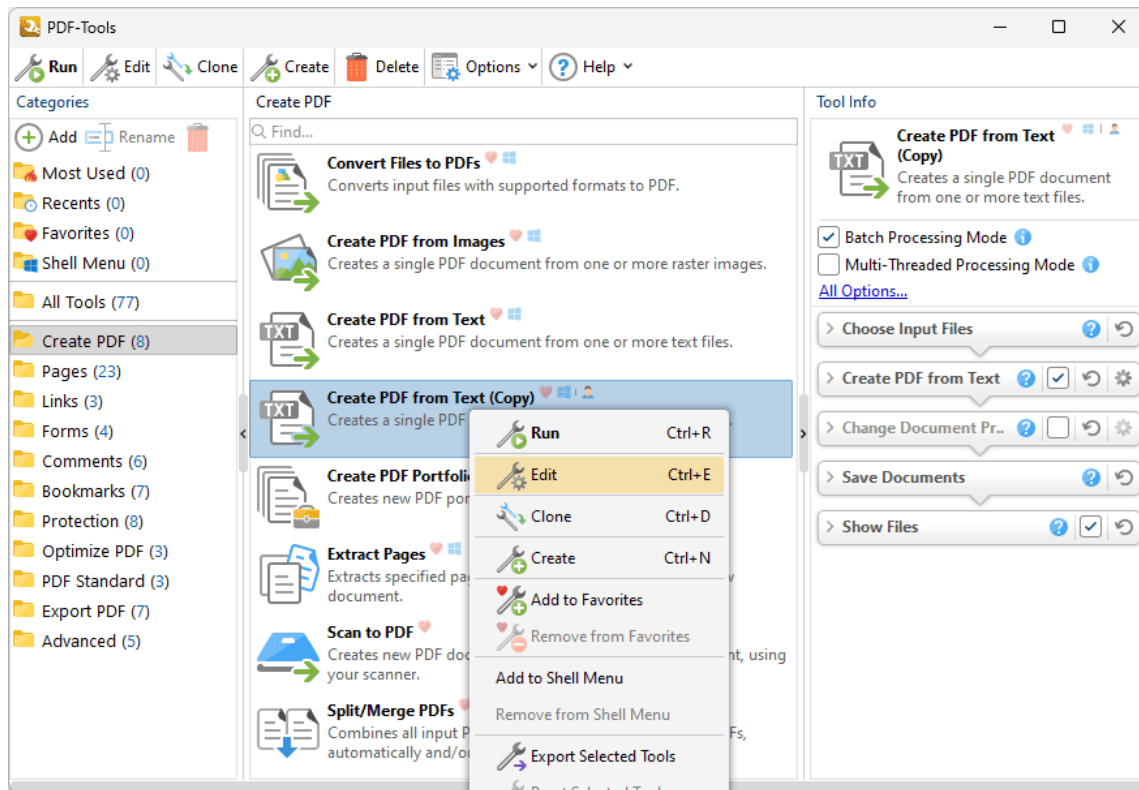 PDF-Tools
Run Edit Clone Create Delete Options Help
Categories
Add Rename
Most Used (0)
Recents (0)
Favorites (0)
Shell Menu (0)
All Tools (77)
Create PDF (8)
Pages (23)
Links (3)
Forms (4)
Comments (6)
Bookmarks (7)
Protection (8)
Optimize PDF (3)
PDF Standard (3)
Export PDF (7)
Advanced (5)
Create PDF
Find...
Convert Files to PDFs
Converts input files with supported formats to PDF.
Create PDF from Images
Creates a single PDF document from one or more raster images.
TXT
Create PDF from Text
Creates a single PDF document from one or more text files.
TXT
Create PDF from Text (Copy)
Creates a single PDF
Create PDF Portfolio
Creates new PDF por
Extract Pages
Extracts specified pa
document.
Scan to PDF
Creates new PDF doc nt, using
your scanner.
Split/Merge PDFs
Combines all input P Fs,
automatically and/o
Run Ctrl+R
Edit Ctrl+E
Clone Ctrl+D
Create Ctrl+N
Add to Favorites
Remove from Favorites
Add to Shell Menu
Remove from Shell Menu
Export Selected Tools
Tool Info
TXT
Create PDF from Text
(Copy)
Creates a single PDF document
from one or more text files.
Batch Processing Mode
Multi-Threaded Processing Mode
All Options...
Choose Input Files
Create PDF from Text
Change Document Pr..
Save Documents
Show Files